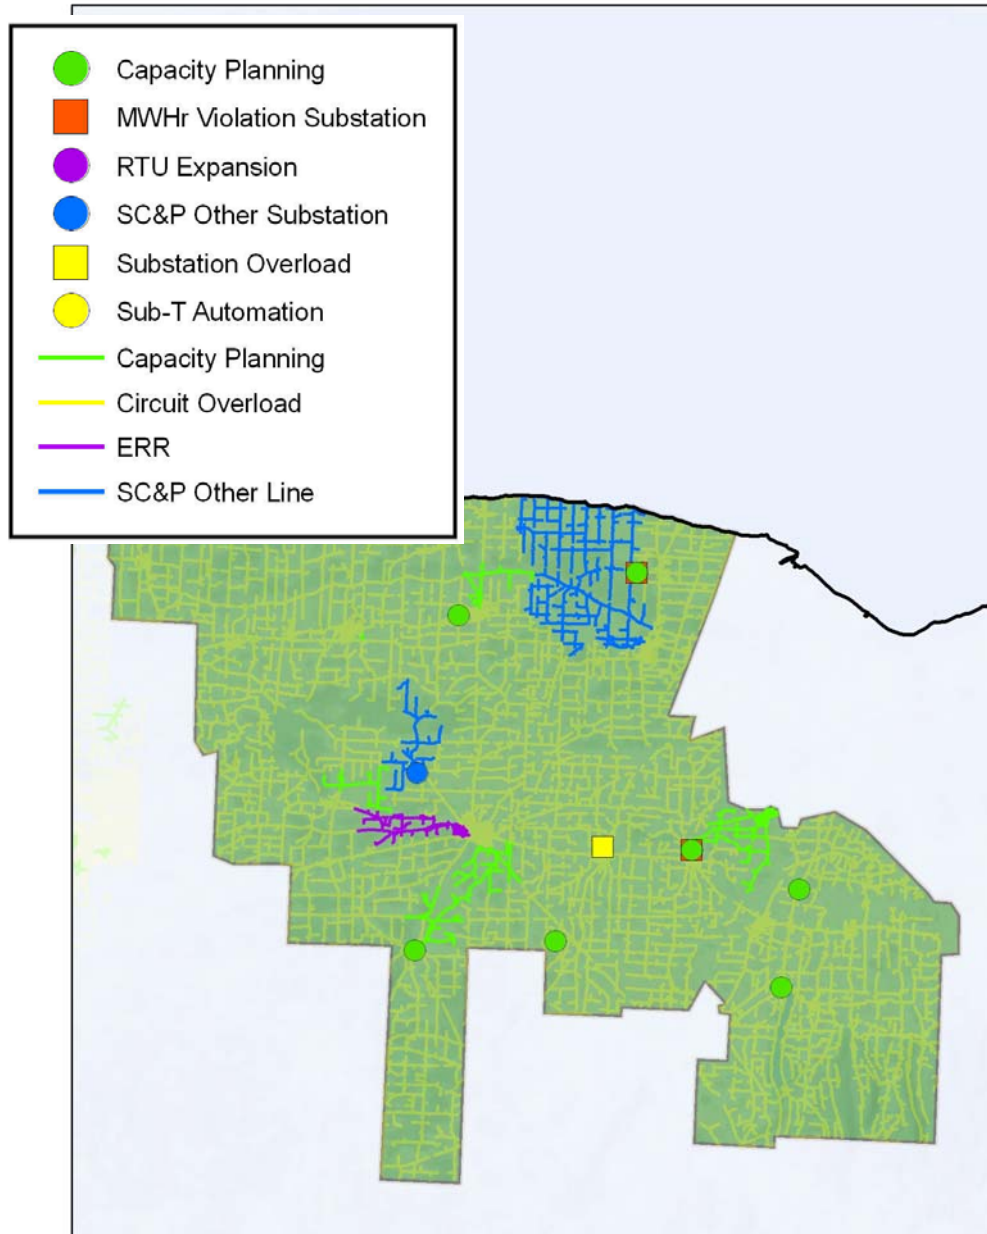 Capacity Planning
MWHr Violation Substation
RTU Expansion
SC&P Other Substation
Substation Overload
Sub-T Automation
Capacity Planning
Circuit Overload
ERR
SC&P Other Line